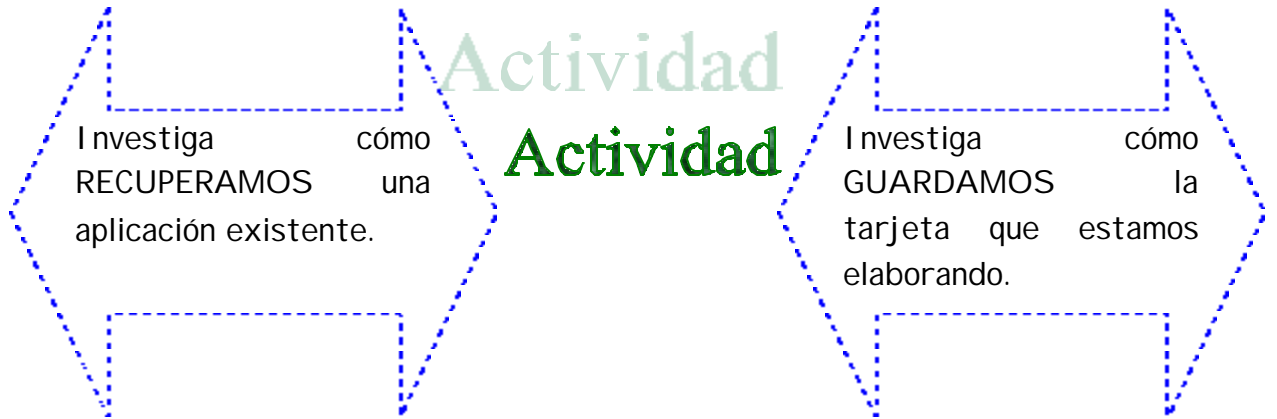 Actividad
Actividad
Investiga cómo
RECUPERAMOS una
aplicación existente.
Investiga cómo
GUARDAMOS la
tarjeta que estamos
elaborando.